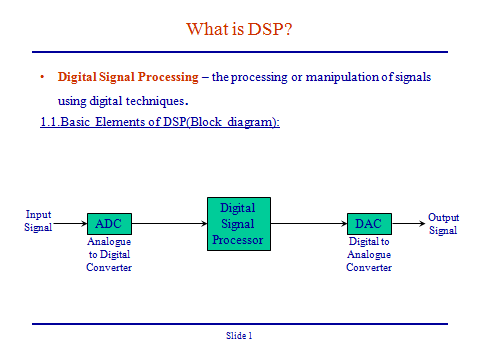 What is DSP?
• Digital Signal Processing – the processing or manipulation of signals
using digital techniques.
1.1.Basic Elements of DSP(Block diagram):
Input
Signal
ADC
Analogue
to Digital
Converter
Digital
Signal
Processor
DAC
Digital to
Analogue
Converter
Output
Signal
Slide 1